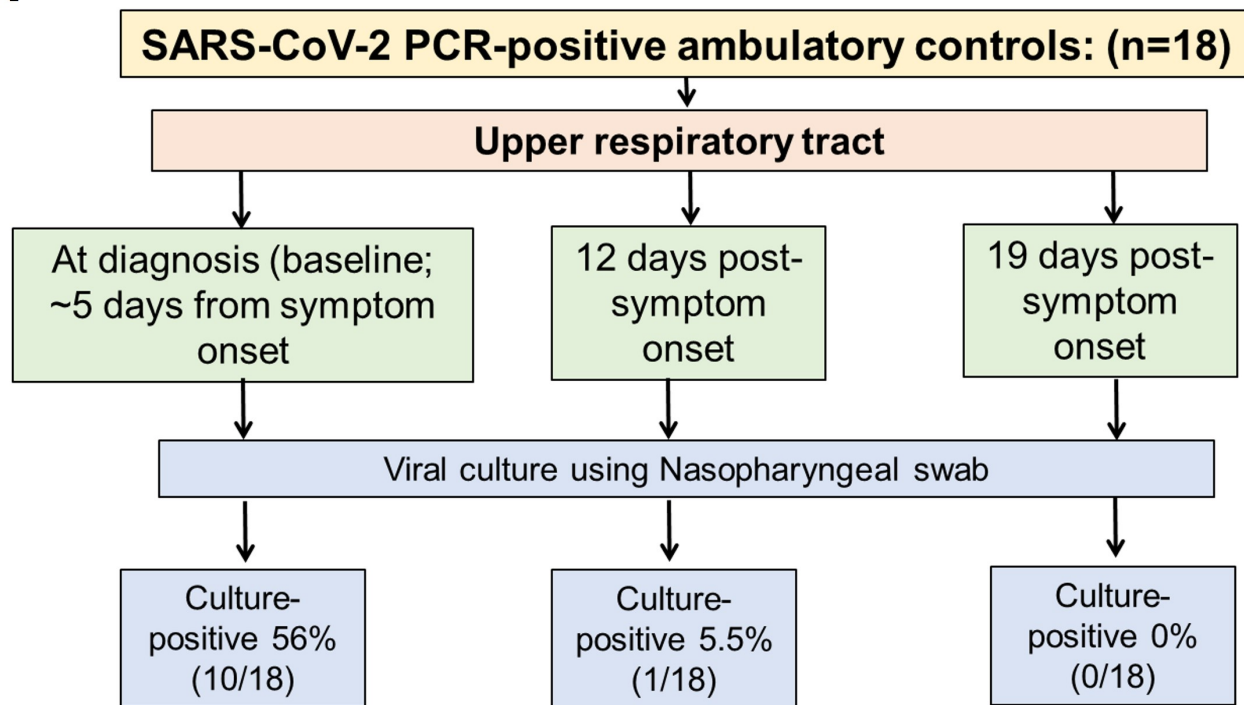 SARS-CoV-2 PCR-positive ambulatory controls: (n=18)
Upper respiratory tract
At diagnosis (baseline;
~5 days from symptom
onset
12 days post-
symptom
onset
19 days post-
symptom
onset
Viral culture using Nasopharyngeal swab
Culture-
positive 56%
(10/18)
Culture-
positive 5.5%
(1/18)
Culture-
positive 0%
(0/18)